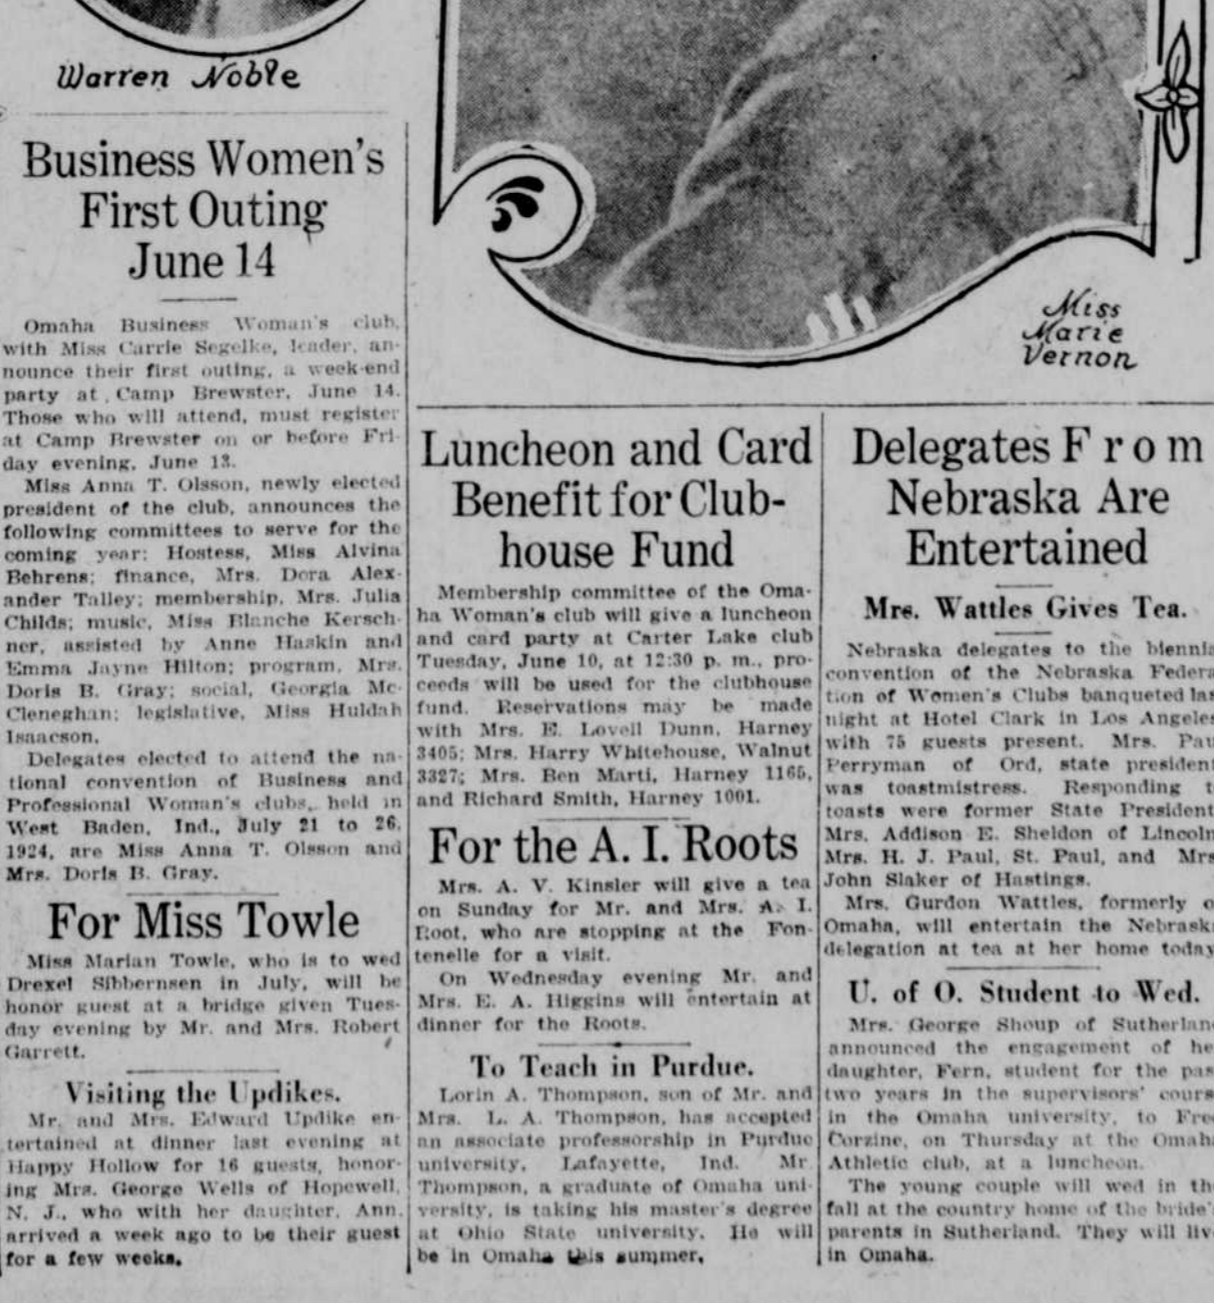 Warren Noble
Business Women's
First Outing
June 14
Omaha Business Woman's club,
with Miss Carrie Segelke, leader, an-
nounce their first outing, a week-end
party at Camp Brewster, June 14.
Those who will attend, must register
at Camp Brewster on or before Fri-
day evening, June 13.
Miss Anna T. Olsson, newly elected
president of the club, announces the
following committees to serve for the
coming year: Hostess, Miss Alvina
Behrens; finance, Mrs. Dora Alex-
ander Talley; membership, Mrs. Julia
Childs; music, Miss Blanche Kersch-
ner, assisted by Anne Haskin and
Emma Jayne Hilton; program, Mrs.
Doris B. Gray; social, Georgia Mc-
Cleneghan; legislative, Miss Huldah
Isaacson.
Delegates elected to attend the na-
tional convention of Business and
Professional Woman's clubs, held in
West Baden, Ind., July 21 to 26,
1924, are Miss Anna T. Olsson and
Mrs. Doris B. Gray.
For Miss Towle
Miss Marian Towle, who is to wed
Drexel Sibbernsen in July, will be
honor guest at a bridge given Tues-
day evening by Mr. and Mrs. Robert
Garrett.
Visiting the Updikes.
Mr. and Mrs. Edward Updike en-
tertained at dinner last evening at
Happy Hollow for 16 guests, honor-
ing Mrs. George Wells of Hopewell,
N. J., who with her daughter, Ann,
arrived a week ago to be their guest
for a few weeks.
Miss
Marie
Vernon
Luncheon and Card
Benefit for Club-
house Fund
Membership committee of the Oma-
ha Woman's club will give a luncheon
and card party at Carter Lake club
Tuesday, June 10, at 12:30 p. m., pro-
ceeds will be used for the clubhouse
fund. Reservations may be made
with Mrs. E. Lovell Dunn, Harney
3405; Mrs. Harry Whitehouse, Walnut
3327; Mrs. Ben Marti, Harney 1165,
and Richard Smith, Harney 1001.
For the A. I. Roots
Mrs. A. V. Kinsler will give a tea
on Sunday for Mr. and Mrs. A. I.
Root, who are stopping at the Fon-
tenelle for a visit.
On Wednesday evening Mr. and
Mrs. E. A. Higgins will entertain at
dinner for the Roots.
To Teach in Purdue.
Lorin A. Thompson, son of Mr. and
Mrs. L. A. Thompson, has accepted
an associate professorship in Purdue
university, Lafayette, Ind. Mr.
Thompson, a graduate of Omaha uni-
versity, is taking his master's degree
at Ohio State university. He will
be in Omaha this summer.
Delegates From
Nebraska Are
Entertained
Mrs. Wattles Gives Tea.
Nebraska delegates to the biennia
convention of the Nebraska Federa
tion of Women's Clubs banqueted las
night at Hotel Clark in Los Angeles
with 75 guests present. Mrs. Pau
Perryman of Ord, state president
was toastmistress. Responding t
toasts were former State President
Mrs. Addison E. Sheldon of Lincoln
Mrs. H. J. Paul, St. Paul, and Mrs
John Slaker of Hastings.
Mrs. Gurdon Wattles, formerly o
Omaha, will entertain the Nebrask
delegation at tea at her home today
U. of O. Student to Wed.
Mrs. George Shoup of Sutherlan
announced the engagement of he
daughter, Fern, student for the pas
two years in the supervisors' cours
in the Omaha university, to Fre
Corzine, on Thursday at the Omah
Athletic club, at a luncheon.
The young couple will wed in th
fall at the country home of the bride'
parents in Sutherland. They will liv
in Omaha.